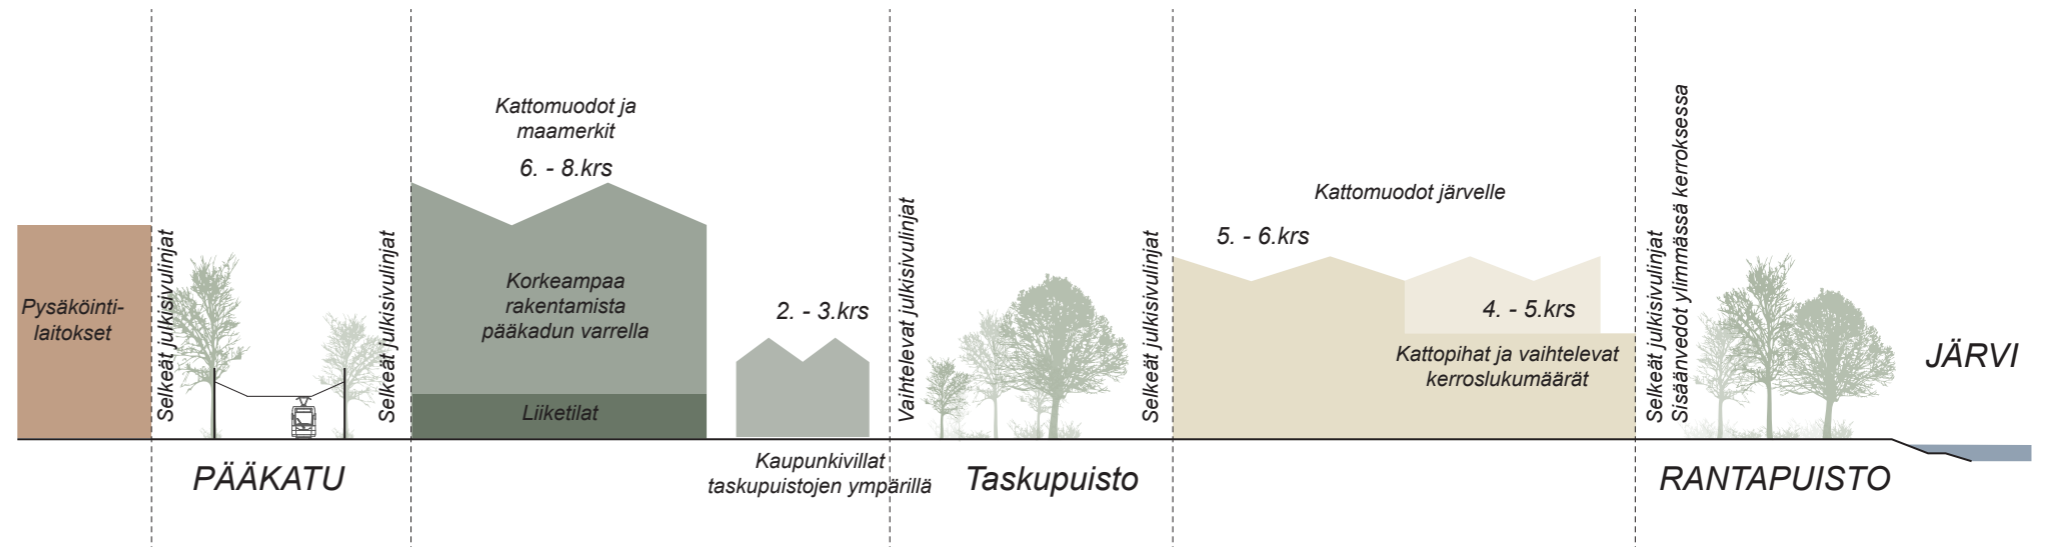 Pysäköinti-
laitokset
Selkeät julkisivulinjat
PÄÄKATU
Selkeät julkisivulinjat
Kattomuodot ja
maamerkit
6. - 8.krs
Korkeampaa
rakentamista
pääkadun varrella
Liiketilat
2. - 3.krs
Kaupunkivillat
taskupuistojen ympärillä
Vaihtelevat julkisivulinjat
Taskupuisto
Selkeät julkisivulinjat
Kattomuodot järvelle
5. - 6.krs
4. - 5.krs
Kattopihat ja vaihtelevat
kerroslukumäärät
Selkeät julkisivulinjat
Sisäänvedot ylimmässä kerroksessa
RANTAPUISTO
JÄRVI